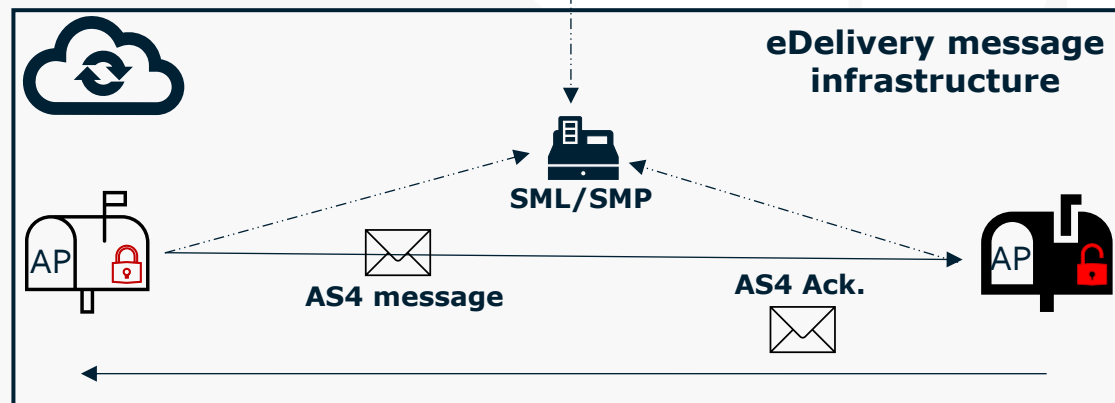 eDelivery message
infrastructure
SML/SMP
AP
AP
AS4 message
AS4 Ack.